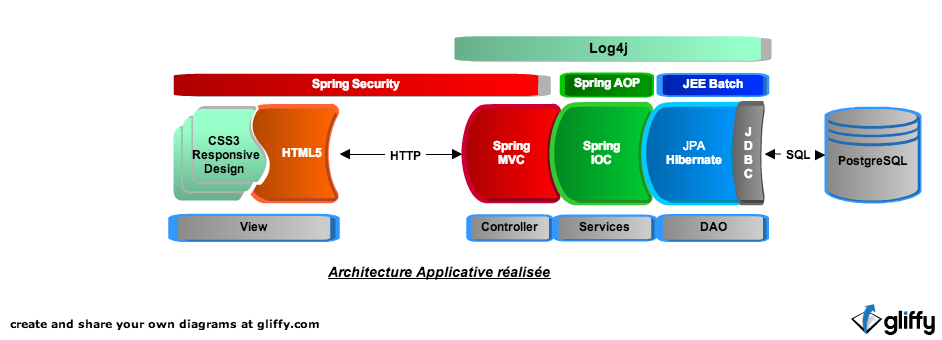 Log4j
Spring Security
Spring AOP
JEE Batch
CSS3
Responsive
Design
HTML5
HTTP
Spring
MVC
Spring
IOC
JPA
Hibernate
J
D
B
C
SQL
PostgreSQL
View
Controller
Services
DAO
Architecture Applicative réalisée
create and share your own diagrams at gliffy.com
gliffy